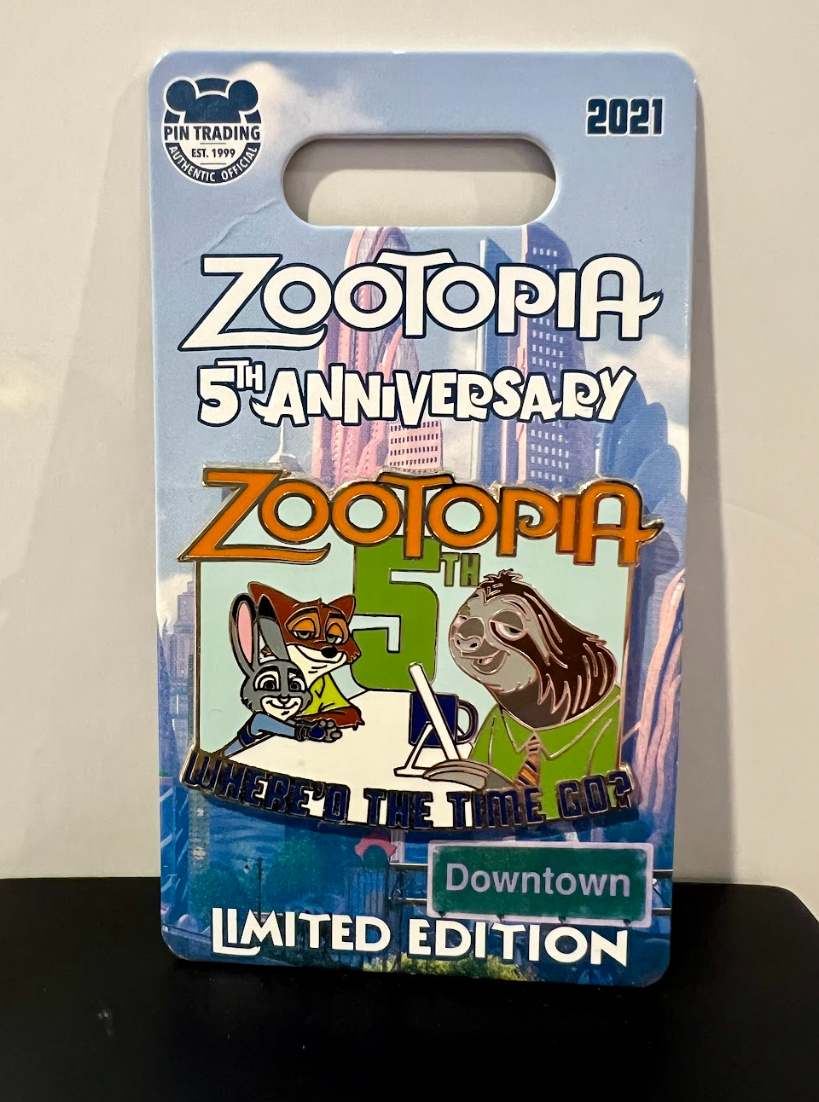 PIN TRADING
EST. 1999
AUTHENTIC OFFICIAL
2021
ZOOTOPIA
5TH ANNIVERSARY
ZOOTOPIA
5TH
WHERE'D THE TIME GO?
Downtown
LIMITED EDITION